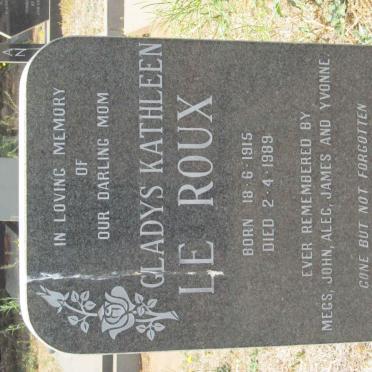 IN LOVING MEMORY
OF
OUR DARLING MOM
GLADYS KATHLEEN
LE ROUX
BORN 18·6·1915
DIED 2·4·1999
EVER REMEMBERED BY
MEGS, JOHN, ALEC, JAMES AND YVONNE
GONE BUT NOT FORGOTTEN